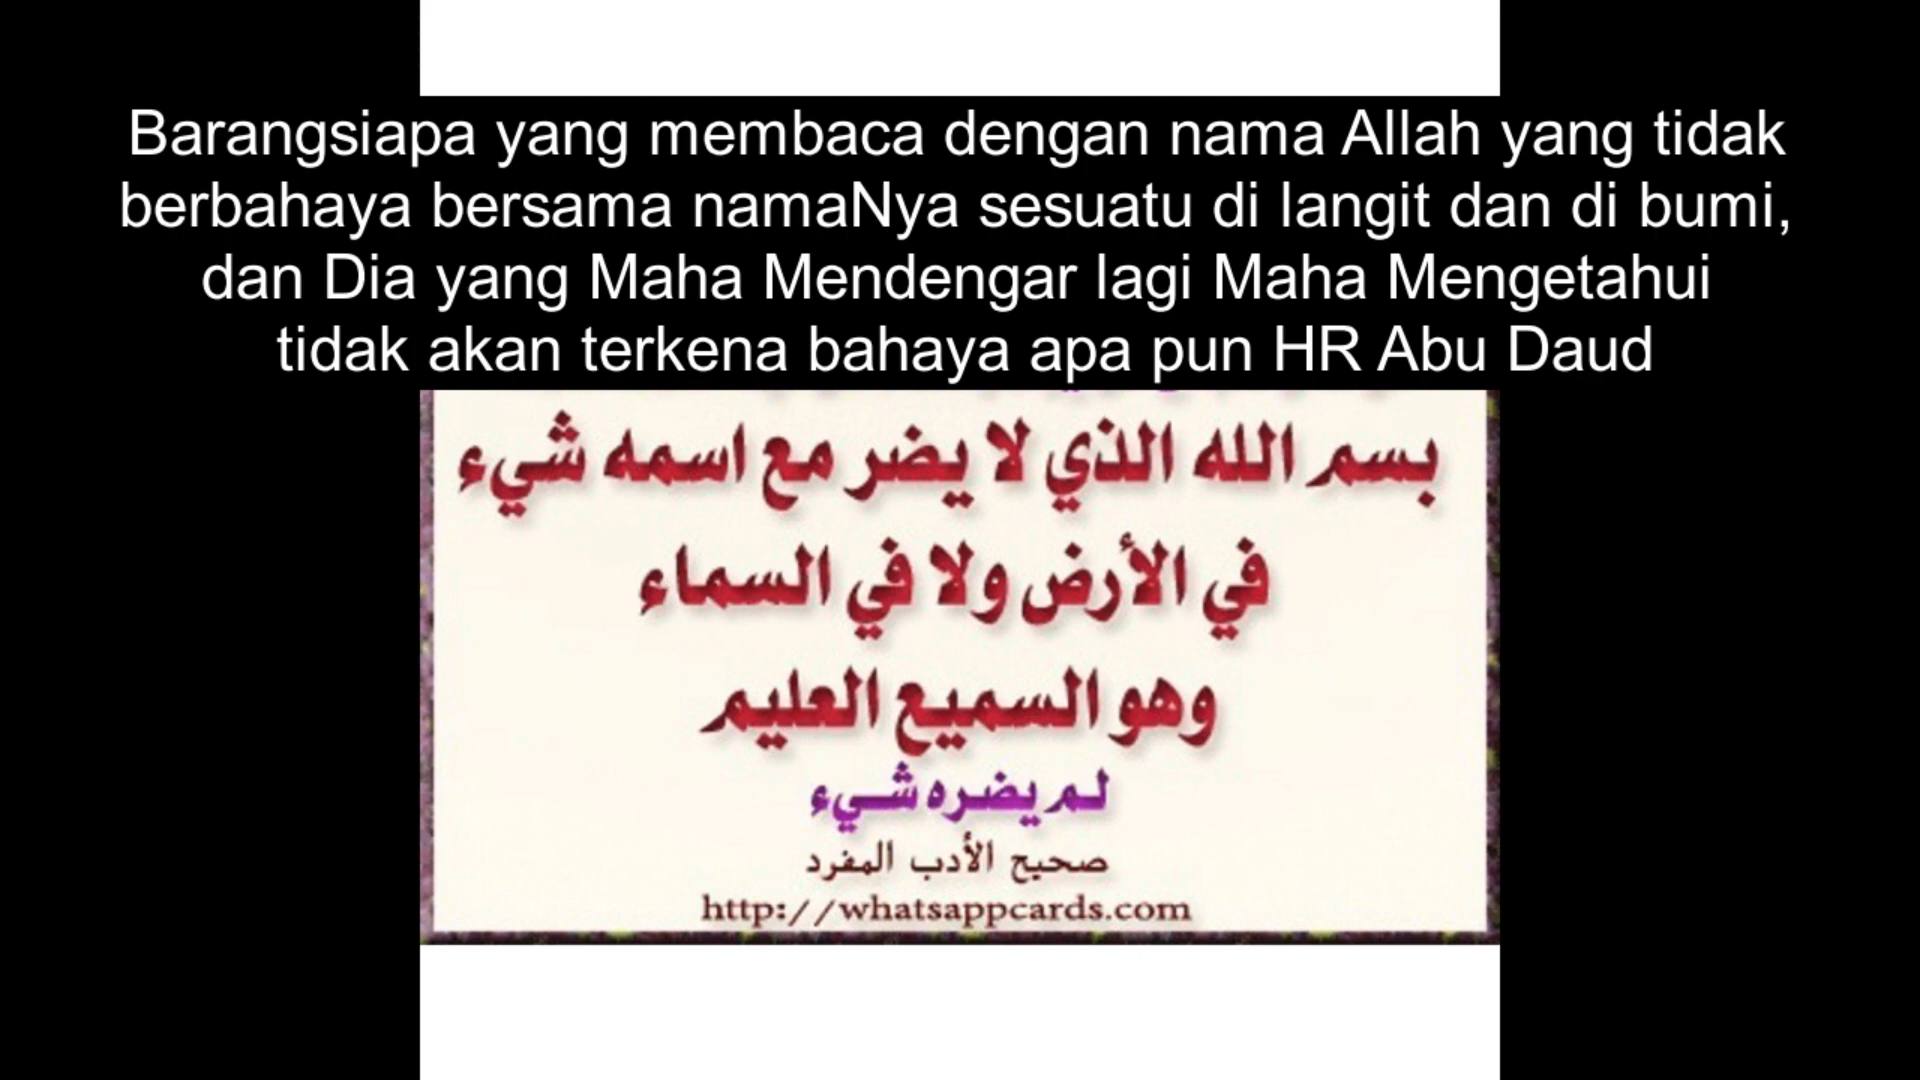 Barangsiapa yang membaca dengan nama Allah yang tidak
berbahaya bersama namaNya sesuatu di langit dan di bumi,
dan Dia yang Maha Mendengar lagi Maha Mengetahui
tidak akan terkena bahaya apa pun HR Abu Daud
بسم الله الذي لا يضر مع اسمه شيء
في الأرض ولا في السماء
وهو السميع العليم
لم يضره شيء
صحيح الأدب المفرد
http://whatsappcards.com